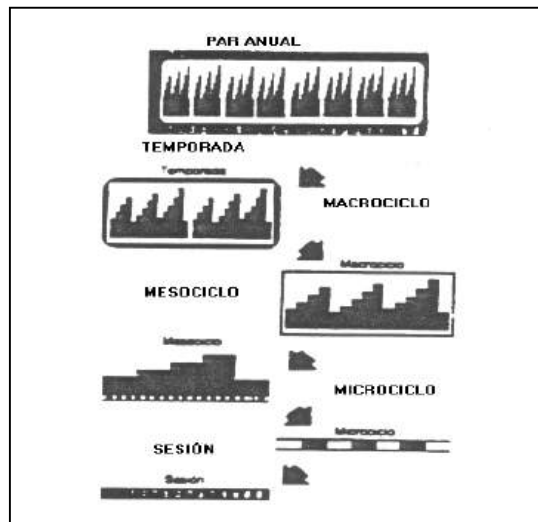 PAR ANUAL
TEMPORADA
Temporada
MACROCICLO
Macrociclo
MESOCICLO
Mesociclo
MICROCICLO
Microciclo
SESIÓN
Sesión